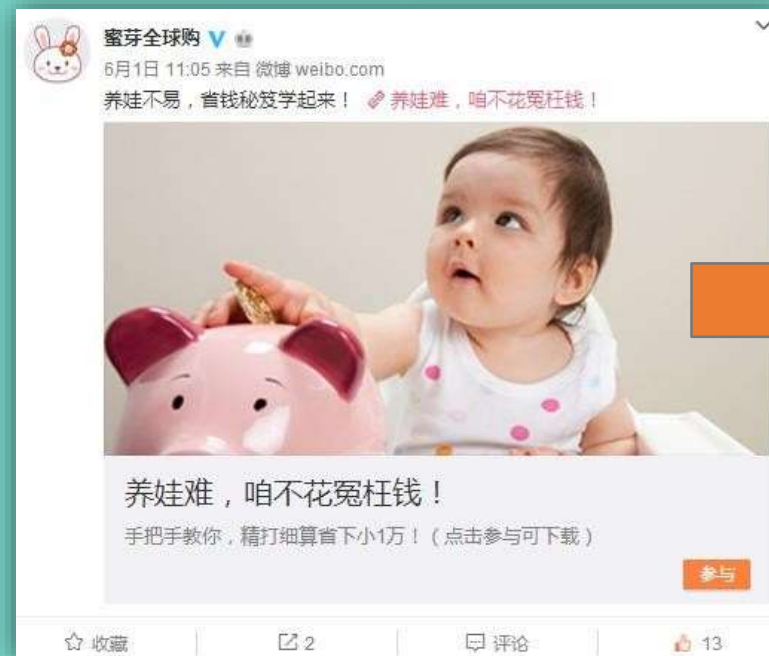 蜜芽全球购
6月1日 11:05 来自 微博 weibo.com
养娃不易，省钱秘笈学起来！ 养娃难，咱不花冤枉钱！
养娃难，咱不花冤枉钱！
手把手教你，精打细算省下小1万！（点击参与可下载）
参与
收藏 2 评论 13